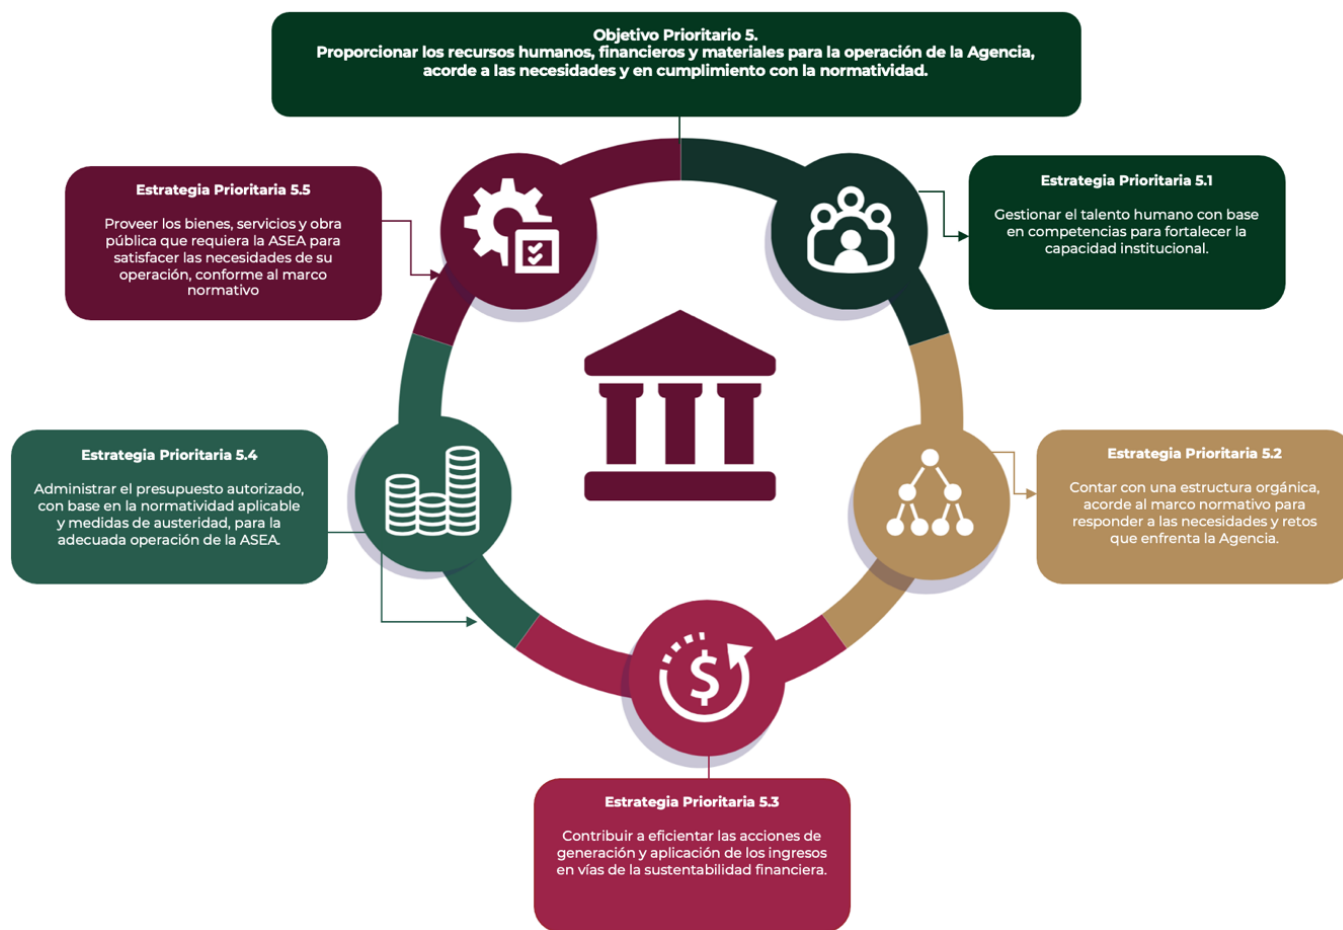 Objetivo Prioritario 5.
Proporcionar los recursos humanos, financieros y materiales para la operación de la Agencia,
acorde a las necesidades y en cumplimiento con la normatividad.
Estrategia Prioritaria 5.1
Gestionar el talento humano con base
en competencias para fortalecer la
capacidad institucional.
Estrategia Prioritaria 5.2
Contar con una estructura orgánica,
acorde al marco normativo para
responder a las necesidades y retos
que enfrenta la Agencia.
Estrategia Prioritaria 5.3
Contribuir a eficientar las acciones de
generación y aplicación de los ingresos
en vías de la sustentabilidad financiera.
Estrategia Prioritaria 5.4
Administrar el presupuesto autorizado,
con base en la normatividad aplicable
y medidas de austeridad, para la
adecuada operación de la ASEA.
Estrategia Prioritaria 5.5
Proveer los bienes, servicios y obra
pública que requiera la ASEA para
satisfacer las necesidades de su
operación, conforme al marco
normativo
$